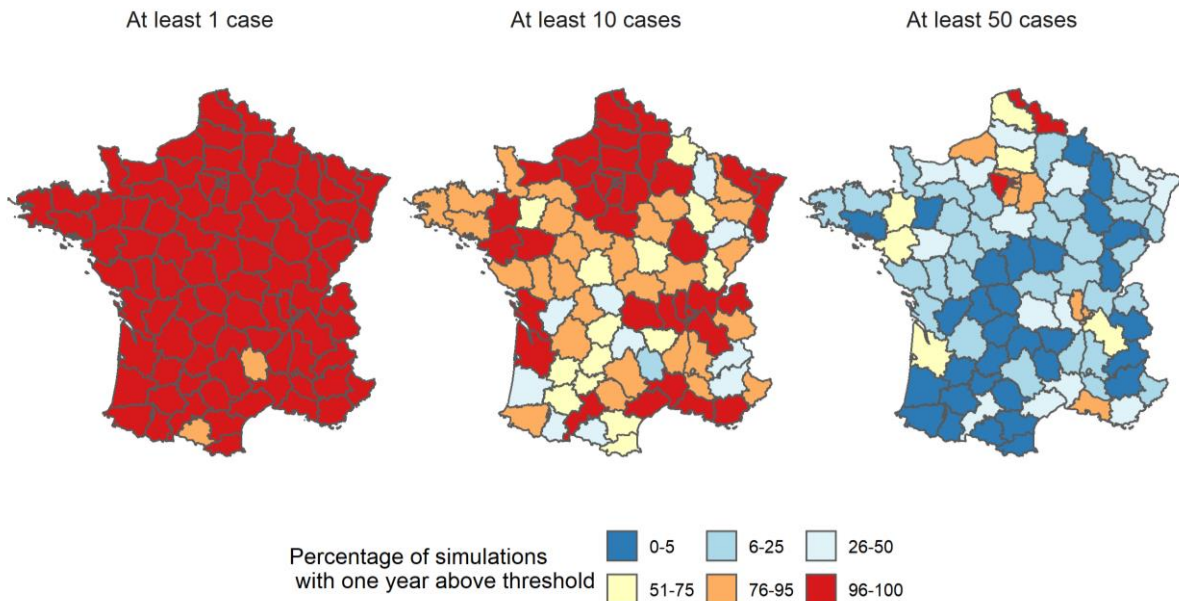 At least 1 case
At least 10 cases
At least 50 cases
Percentage of simulations
with one year above threshold
0-5
6-25
26-50
51-75
76-95
96-100